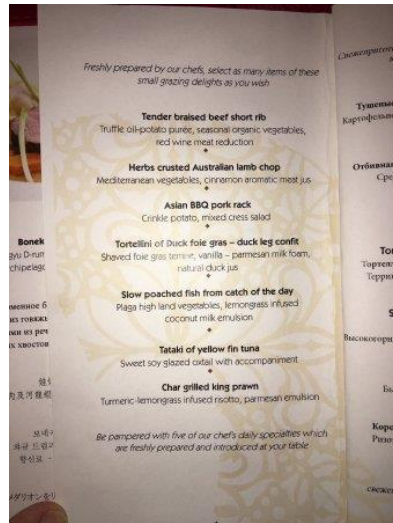 Freshly prepared by our chefs, select as many items of these
small grazing delights as you wish
Tender braised beef short rib
Truffle oil-potato purée, seasonal organic vegetables,
red wine meat reduction
Herbs crusted Australian lamb chop
Mediterranean vegetables, cinnamon aromatic meat jus
Asian BBQ pork rack
Crinkle potato, mixed cress salad
Tortellini of Duck foie gras – duck leg confit
Shaved foie gras terrine, vanilla – parmesan milk foam,
natural duck jus
Slow poached fish from catch of the day
Plaga high land vegetables, lemongrass infused
coconut milk emulsion
Tataki of yellow fin tuna
Sweet soy glazed oxtail with accompaniment
Char grilled king prawn
Turmeric-lemongrass infused risotto, parmesan emulsion
Be pampered with five of our chef's daily specialties which
are freshly prepared and introduced at your table
Bonek
gyu D-rum
chipelago